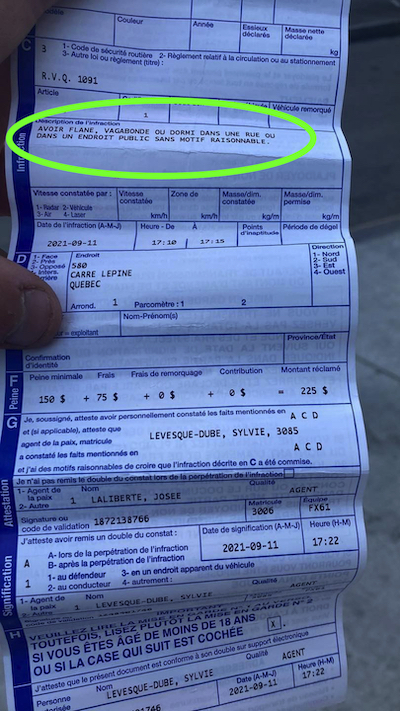 Couleur
Année
Essieux déclarés
Masse nette déclarée
kg
C
3
1- Code de sécurité routière 2- Règlement relatif à la circulation ou au stationnement
3- Autre loi ou règlement (titre) :
R.V.Q. 1091
Article
Véhicule remorqué
1
Description de l'infraction
AVOIR FLANE, VAGABONDE OU DORMI DANS UNE RUE OU
DANS UN ENDROIT PUBLIC SANS MOTIF RAISONNABLE.
Vitesse constatée par :
Vitesse constatée
Zone de
Masse/dim. constatée
Masse/dim. permise
1- Radar 2- Véhicule
3- Air 4- Laser
km/h
km/h
kg/m
kg/m
Date de l'infraction (A-M-J)
Heure - De
À
Points d'inaptitude
Période de dégel
2021-09-11
17:10
17:15
D
1- Face
2- Près
3- Opposé
4- Inters.
Endroit
580
CARRE LEPINE
QUEBEC
Direction
1- Nord
2- Sud
3- Est
4- Ouest
Arrond. 1 Parcomètre : 1 2
= exploitant
Nom-Prénom(s)
Province/État
Confirmation d'identité
F
Peine
Peine minimale
Frais
Frais de remorquage
Contribution
Montant réclamé
150 $ + 75 $ + 0 $ + 0 $ = 225 $
G
Je, soussigné, atteste avoir personnellement constaté les faits mentionnés en
A C D
et (si applicable), atteste que
agent de la paix, matricule
LEVESQUE-DUBE, SYLVIE, 3085
a constaté les faits mentionnés en
A C D
et j'ai des motifs raisonnables de croire que l'infraction décrite en C a été commise.
Attestation
Je n'ai pas remis le double du constat lors de la perpétration de l'infraction
1- Agent de la paix
2- Autre
1
Nom
LALIBERTE, JOSEE
Qualité
AGENT
Signature ou code de validation
1872138766
Matricule
3006
Équipe
FX61
Signification
J'atteste avoir remis un double du constat :
Date de signification (A-M-J)
Heure (H-M)
A
A- lors de la perpétration de l'infraction
B- après la perpétration de l'infraction
2021-09-11
17:22
1
1- au défendeur
2- au conducteur
3- en un endroit apparent du véhicule
4- autrement :
1- Agent de la paix
2- Autre
1
Nom
LEVESQUE-DUBE, SYLVIE
Qualité
AGENT
H
TOUTEFOIS, LISEZ PLUTÔT LA MISE EN GARDE N° 2
SI VOUS ÊTES ÂGÉ DE MOINS DE 18 ANS
OU SI LA CASE QUI SUIT EST COCHÉE
X
J'atteste que le présent document est conforme à son double sur support électronique
Personne
Nom
LEVESQUE-DUBE, SYLVIE
Qualité
AGENT
Date (A-M-J)
2021-09-11
Heure (H-M)
17:22